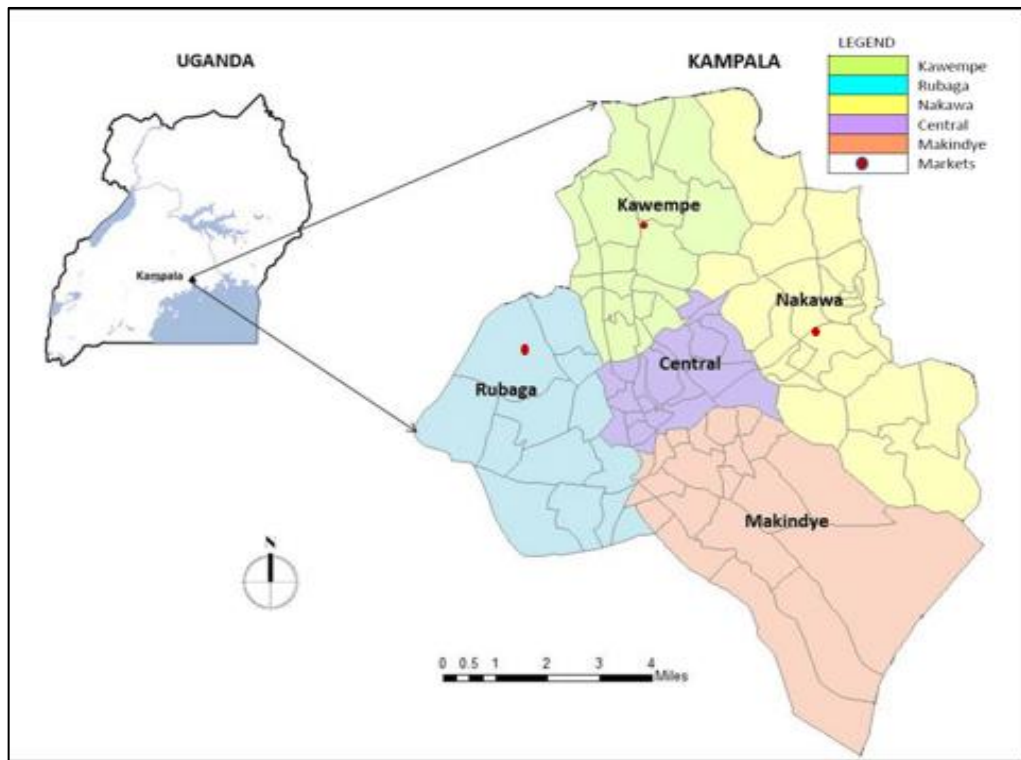 UGANDA
KAMPALA
LEGEND
Kawempe
Rubaga
Nakawa
Central
Makindye
Markets
Kawempe
Kampala
Nakawa
Central
Rubaga
Makindye
N
0 0.5 1 2 3 4
Miles